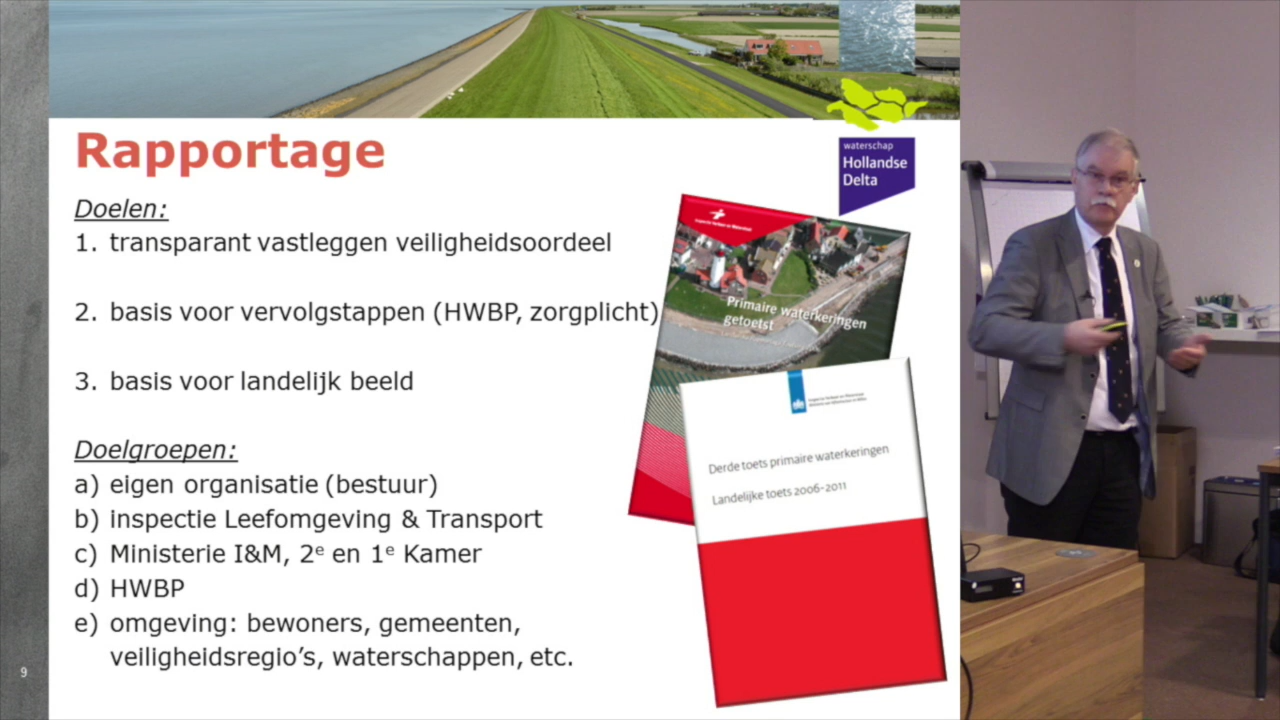 Rapportage
waterschap
Hollandse
Delta
Doelen:
1. transparant vastleggen veiligheidsoordeel
2. basis voor vervolgstappen (HWBP, zorgplicht)
3. basis voor landelijk beeld
Doelgroepen:
a) eigen organisatie (bestuur)
b) inspectie Leefomgeving & Transport
c) Ministerie I&M, 2e en 1e Kamer
d) HWBP
e) omgeving: bewoners, gemeenten,
veiligheidsregio’s, waterschappen, etc.
Primaire waterkeringen
getoetst
Derde toets primaire waterkeringen
Landelijke toets 2006-2011
9